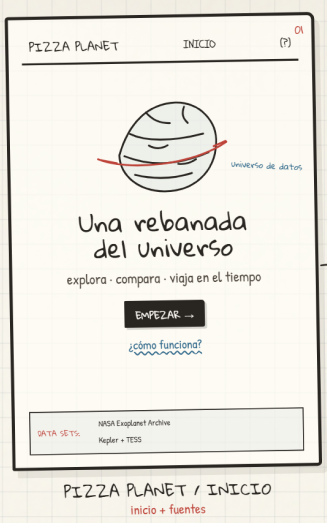 01
PIZZA PLANET INICIO (?)
universo de datos
Una rebanada
del universo
explora · compara · viaja en el tiempo
EMPEZAR →
¿cómo funciona?
DATA SETS:
NASA Exoplanet Archive
Kepler + TESS
PIZZA PLANET / INICIO
inicio + fuentes